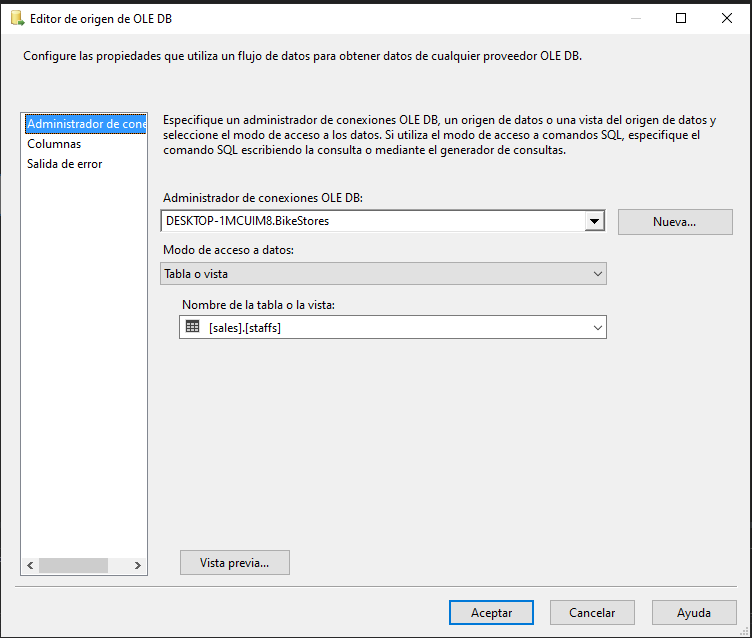 Editor de origen de OLE DB
Configure las propiedades que utiliza un flujo de datos para obtener datos de cualquier proveedor OLE DB.
Administrador de cone
Columnas
Salida de error
Especifique un administrador de conexiones OLE DB, un origen de datos o una vista del origen de datos y
seleccione el modo de acceso a los datos. Si utiliza el modo de acceso a comandos SQL, especifique el
comando SQL escribiendo la consulta o mediante el generador de consultas.
Administrador de conexiones OLE DB:
DESKTOP-1MCUIM8.BikeStores
Nueva...
Modo de acceso a datos:
Tabla o vista
Nombre de la tabla o la vista:
[sales].[staffs]
Vista previa...
Aceptar
Cancelar
Ayuda